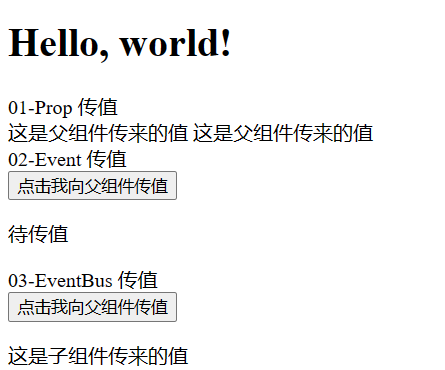 Hello, world!
01-Prop 传值
这是父组件传来的值 这是父组件传来的值
02-Event 传值
点击我向父组件传值
待传值
03-EventBus 传值
点击我向父组件传值
这是子组件传来的值